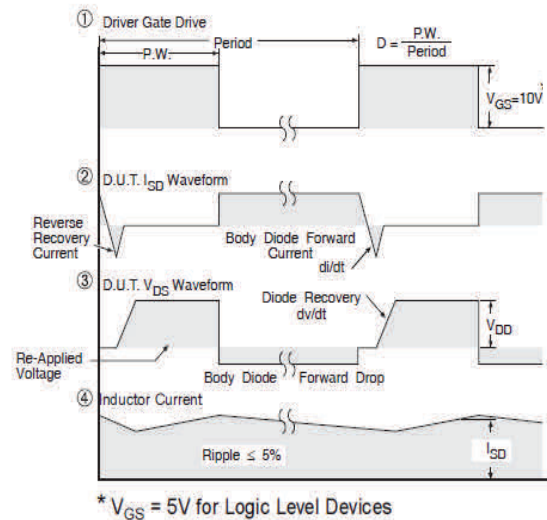 ① Driver Gate Drive
P.W.
Period
D = P.W.
Period
VGS=10V*
② D.U.T. ISD Waveform
Reverse
Recovery
Current
Body Diode Forward
Current
di/dt
③ D.U.T. VDS Waveform
Diode Recovery
dv/dt
VDD
Re-Applied
Voltage
Body Diode Forward Drop
④ Inductor Current
Ripple ≤ 5%
ISD
* VGS = 5V for Logic Level Devices